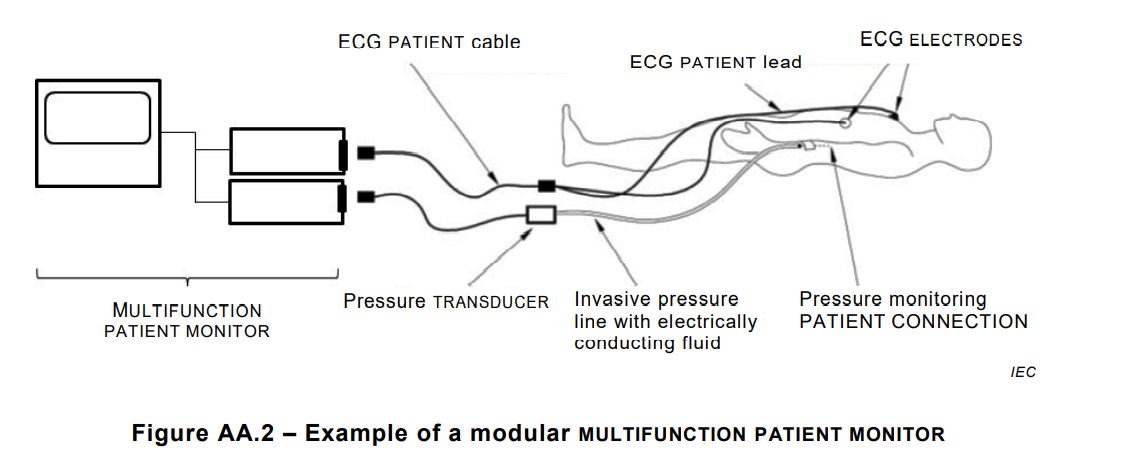 ECG PATIENT cable
ECG PATIENT lead
ECG ELECTRODES
MULTIFUNCTION
PATIENT MONITOR
Pressure TRANSDUCER
Invasive pressure
line with electrically
conducting fluid
Pressure monitoring
PATIENT CONNECTION
IEC
Figure AA.2 – Example of a modular MULTIFUNCTION PATIENT MONITOR